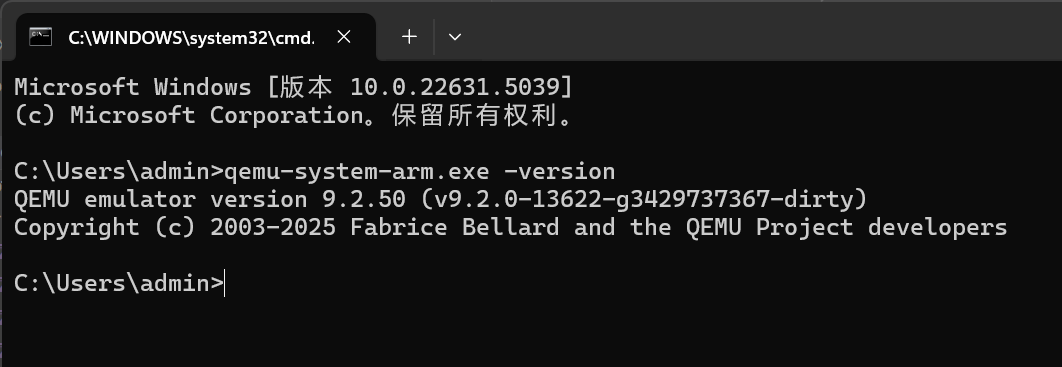 C:\WINDOWS\system32\cmd.
Microsoft Windows [版本 10.0.22631.5039]
(c) Microsoft Corporation。保留所有权利。
C:\Users\admin>qemu-system-arm.exe -version
QEMU emulator version 9.2.50 (v9.2.0-13622-g3429737367-dirty)
Copyright (c) 2003-2025 Fabrice Bellard and the QEMU Project developers
C:\Users\admin>